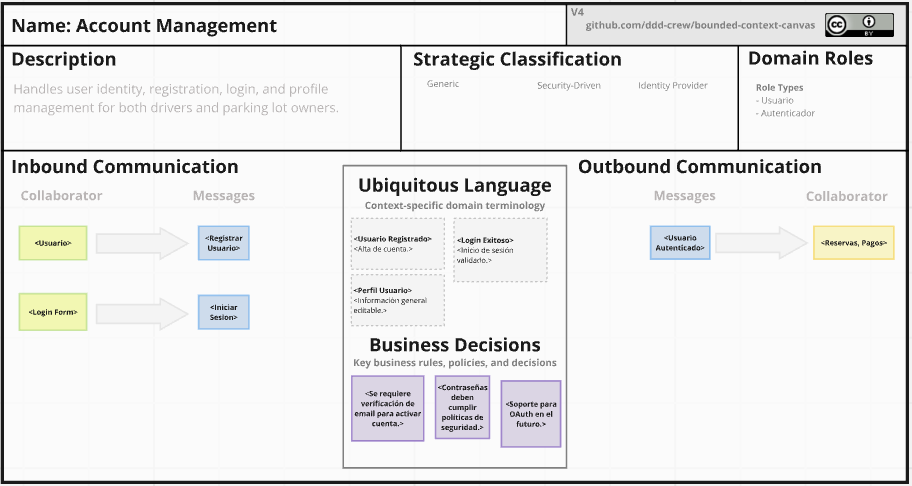 Name: Account Management
V4
github.com/ddd-crew/bounded-context-canvas
cc
BY
Description
Handles user identity, registration, login, and profile
management for both drivers and parking lot owners.
Strategic Classification
Generic
Security-Driven
Identity Provider
Domain Roles
Role Types
- Usuario
- Autenticador
Inbound Communication
Collaborator
Messages
<Usuario>
<Registrar
Usuario>
<Login Form>
<Iniciar
Sesion>
Ubiquitous Language
Context-specific domain terminology
<Usuario Registrado>
<Alta de cuenta.>
<Login Exitoso>
<Inicio de sesión
validado.>
<Perfil Usuario>
<Información general
editable.>
Business Decisions
Key business rules, policies, and decisions
<Se requiere
verificación de
email para activar
cuenta.>
<Contraseñas
deben
cumplir
políticas de
seguridad.>
<Soporte para
OAuth en el
futuro.>
Outbound Communication
Messages
Collaborator
<Usuario
Autenticado>
<Reservas, Pagos>